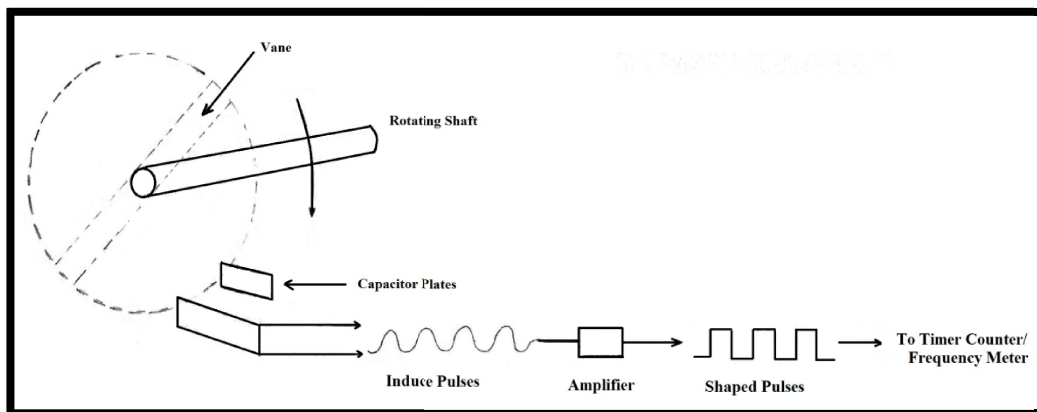 Vane
Rotating Shaft
Capacitor Plates
Induce Pulses
Amplifier
Shaped Pulses
To Timer Counter/
Frequency Meter